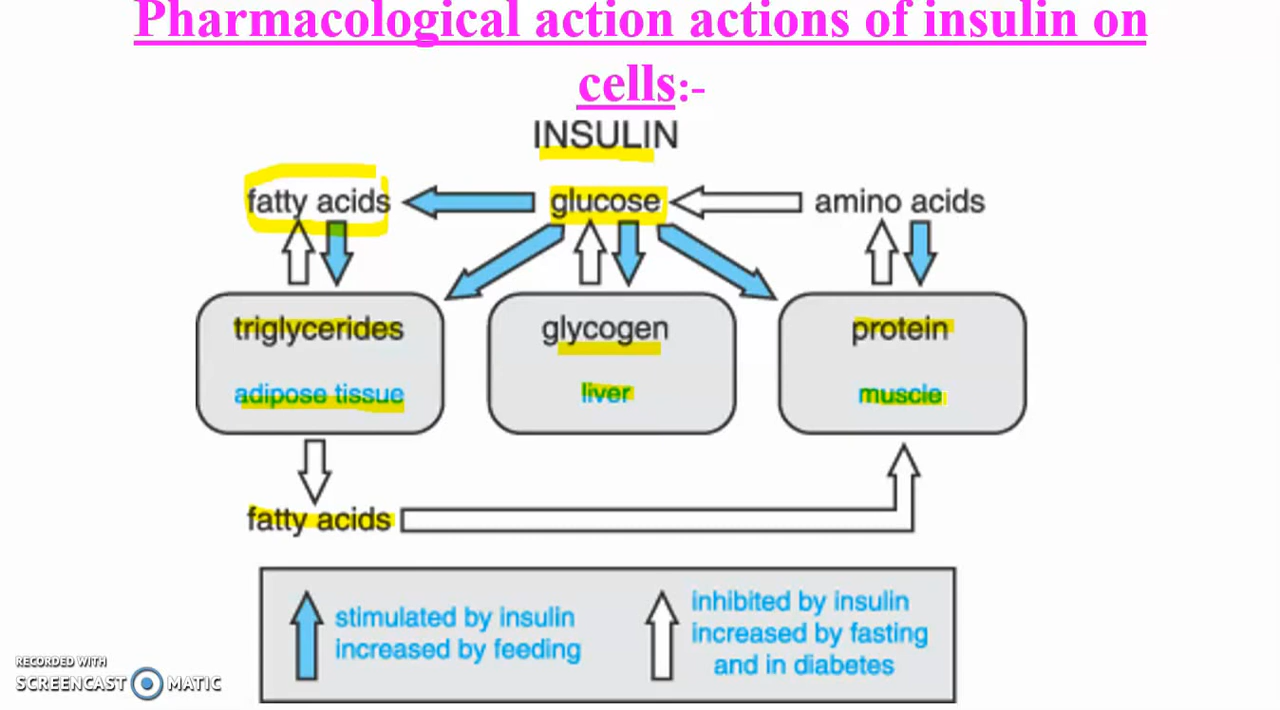 Pharmacological action actions of insulin on
cells:-
INSULIN
fatty acids glucose amino acids
triglycerides glycogen protein
adipose tissue liver muscle
fatty acids
stimulated by insulin
increased by feeding
inhibited by insulin
increased by fasting
and in diabetes
RECORDED WITH
SCREENCAST MATIC